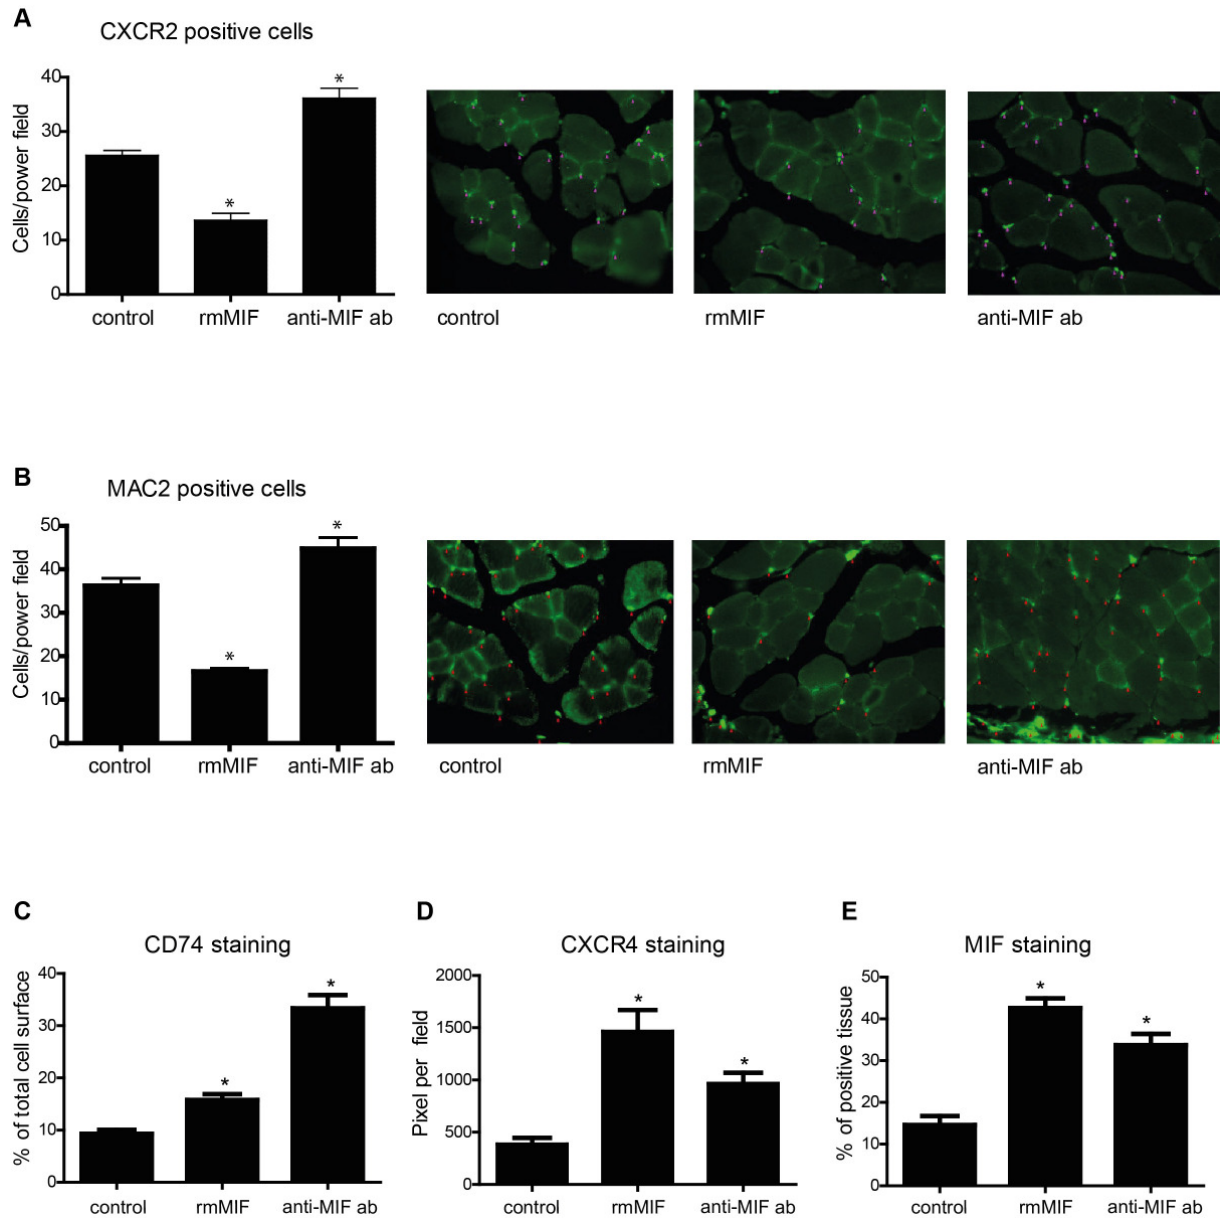 A
CXCR2 positive cells
Cells/power field
40
30
20
10
0
*
*
control
rmMIF
anti-MIF ab
control
rmMIF
anti-MIF ab
B
MAC2 positive cells
Cells/power field
50
40
30
20
10
0
*
*
control
rmMIF
anti-MIF ab
control
rmMIF
anti-MIF ab
C
CD74 staining
% of total cell surface
40
30
20
10
0
*
*
control
rmMIF
anti-MIF ab
D
CXCR4 staining
Pixel per field
2000
1500
1000
500
0
*
*
control
rmMIF
anti-MIF ab
E
MIF staining
% of positive tissue
50
40
30
20
10
0
*
*
control
rmMIF
anti-MIF ab